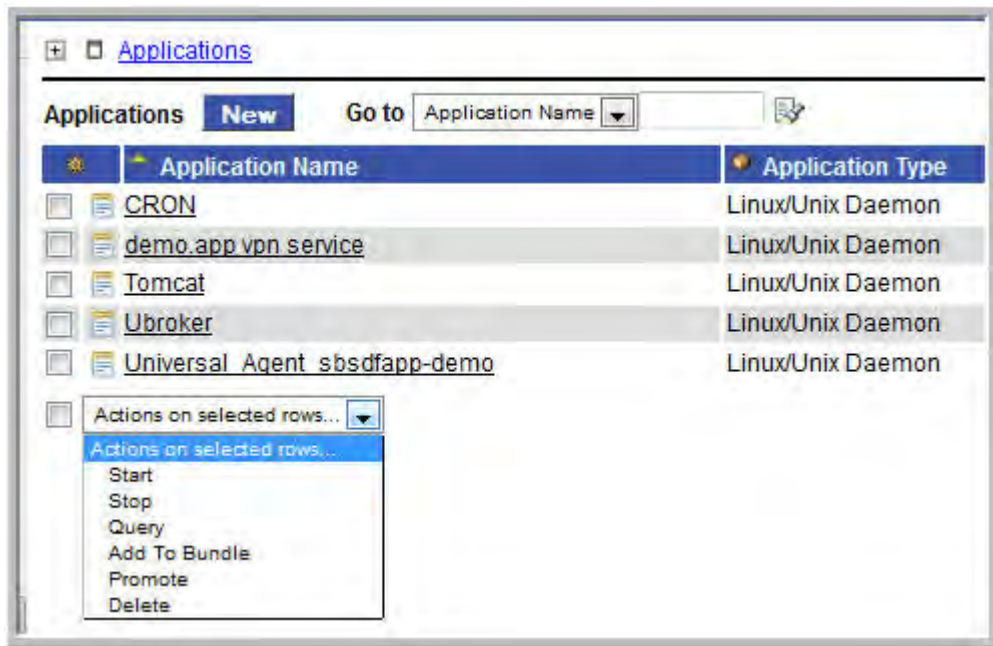 Applications
Applications New Go to Application Name
Application Name Application Type
CRON Linux/Unix Daemon
demo.app vpn service Linux/Unix Daemon
Tomcat Linux/Unix Daemon
Ubroker Linux/Unix Daemon
Universal_Agent_sbsdfapp-demo Linux/Unix Daemon
Actions on selected rows...
Actions on selected rows...
Start
Stop
Query
Add To Bundle
Promote
Delete